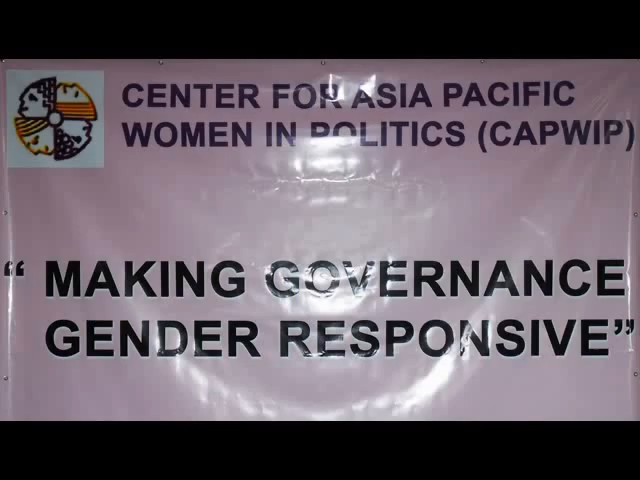 CENTER FOR ASIA PACIFIC
WOMEN IN POLITICS (CAPWIP)
“ MAKING GOVERNANCE
GENDER RESPONSIVE”